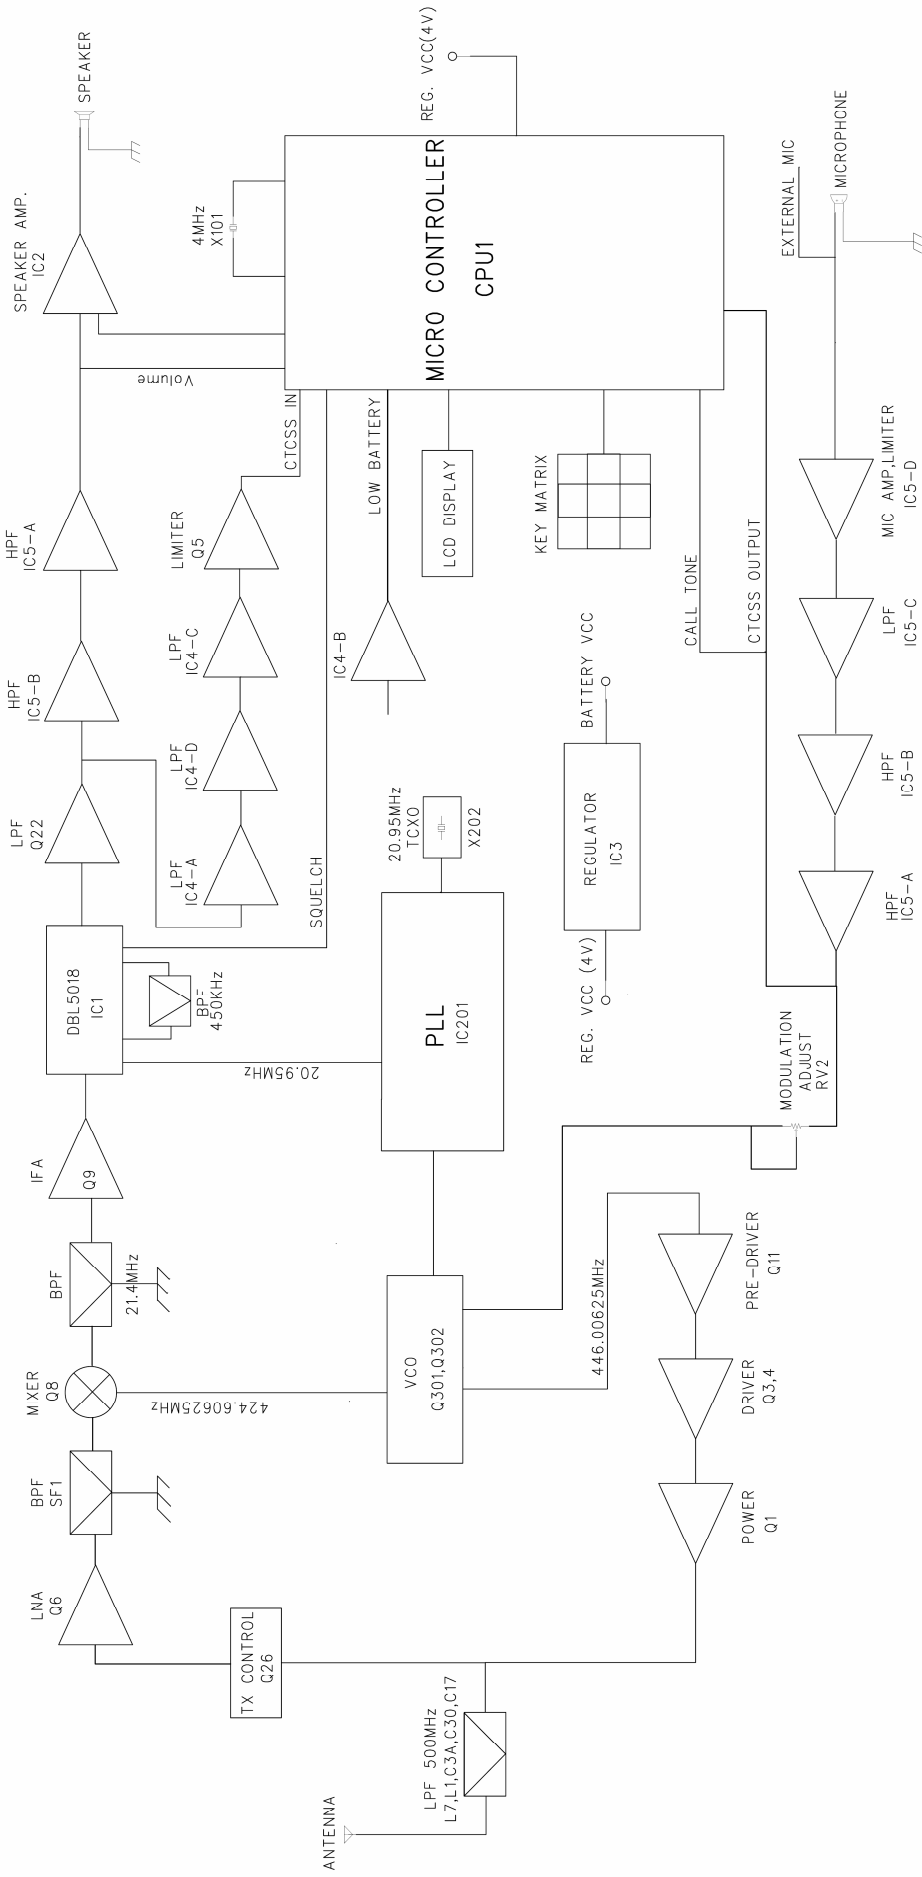 ANTENNA
LPF 500MHz
L7,L1,C3A,C30,C17
TX CONTROL
Q26
LNA
Q6
BPF
SF1
MIXER
Q8
424.60625MHz
BPF
21.4MHz
IFA
Q9
DBL5018
IC1
BPF
450KHz
20.95MHz
SQUELCH
LPF
Q22
HPF
IC5-B
HPF
IC5-A
LPF
IC4-A
LPF
IC4-D
LPF
IC4-C
LIMITER
Q5
CTCSS IN
Volume
SPEAKER AMP.
IC2
SPEAKER
4MHz
X101
IC4-B
LOW BATTERY
LCD DISPLAY
KEY MATRIX
MICRO CONTROLLER
CPU1
REG. VCC(4V)
VCO
Q301,Q302
PLL
IC201
20.95MHz
TCXO
X202
REG. VCC (4V)
REGULATOR
IC3
BATTERY VCC
CALL TONE
CTCSS OUTPUT
446.00625MHz
POWER
Q1
DRIVER
Q3,4
PRE-DRIVER
Q11
MODULATION
ADJUST
RV2
HPF
IC5-A
HPF
IC5-B
LPF
IC5-C
MIC AMP,LIMITER
IC5-D
EXTERNAL MIC
MICROPHONE